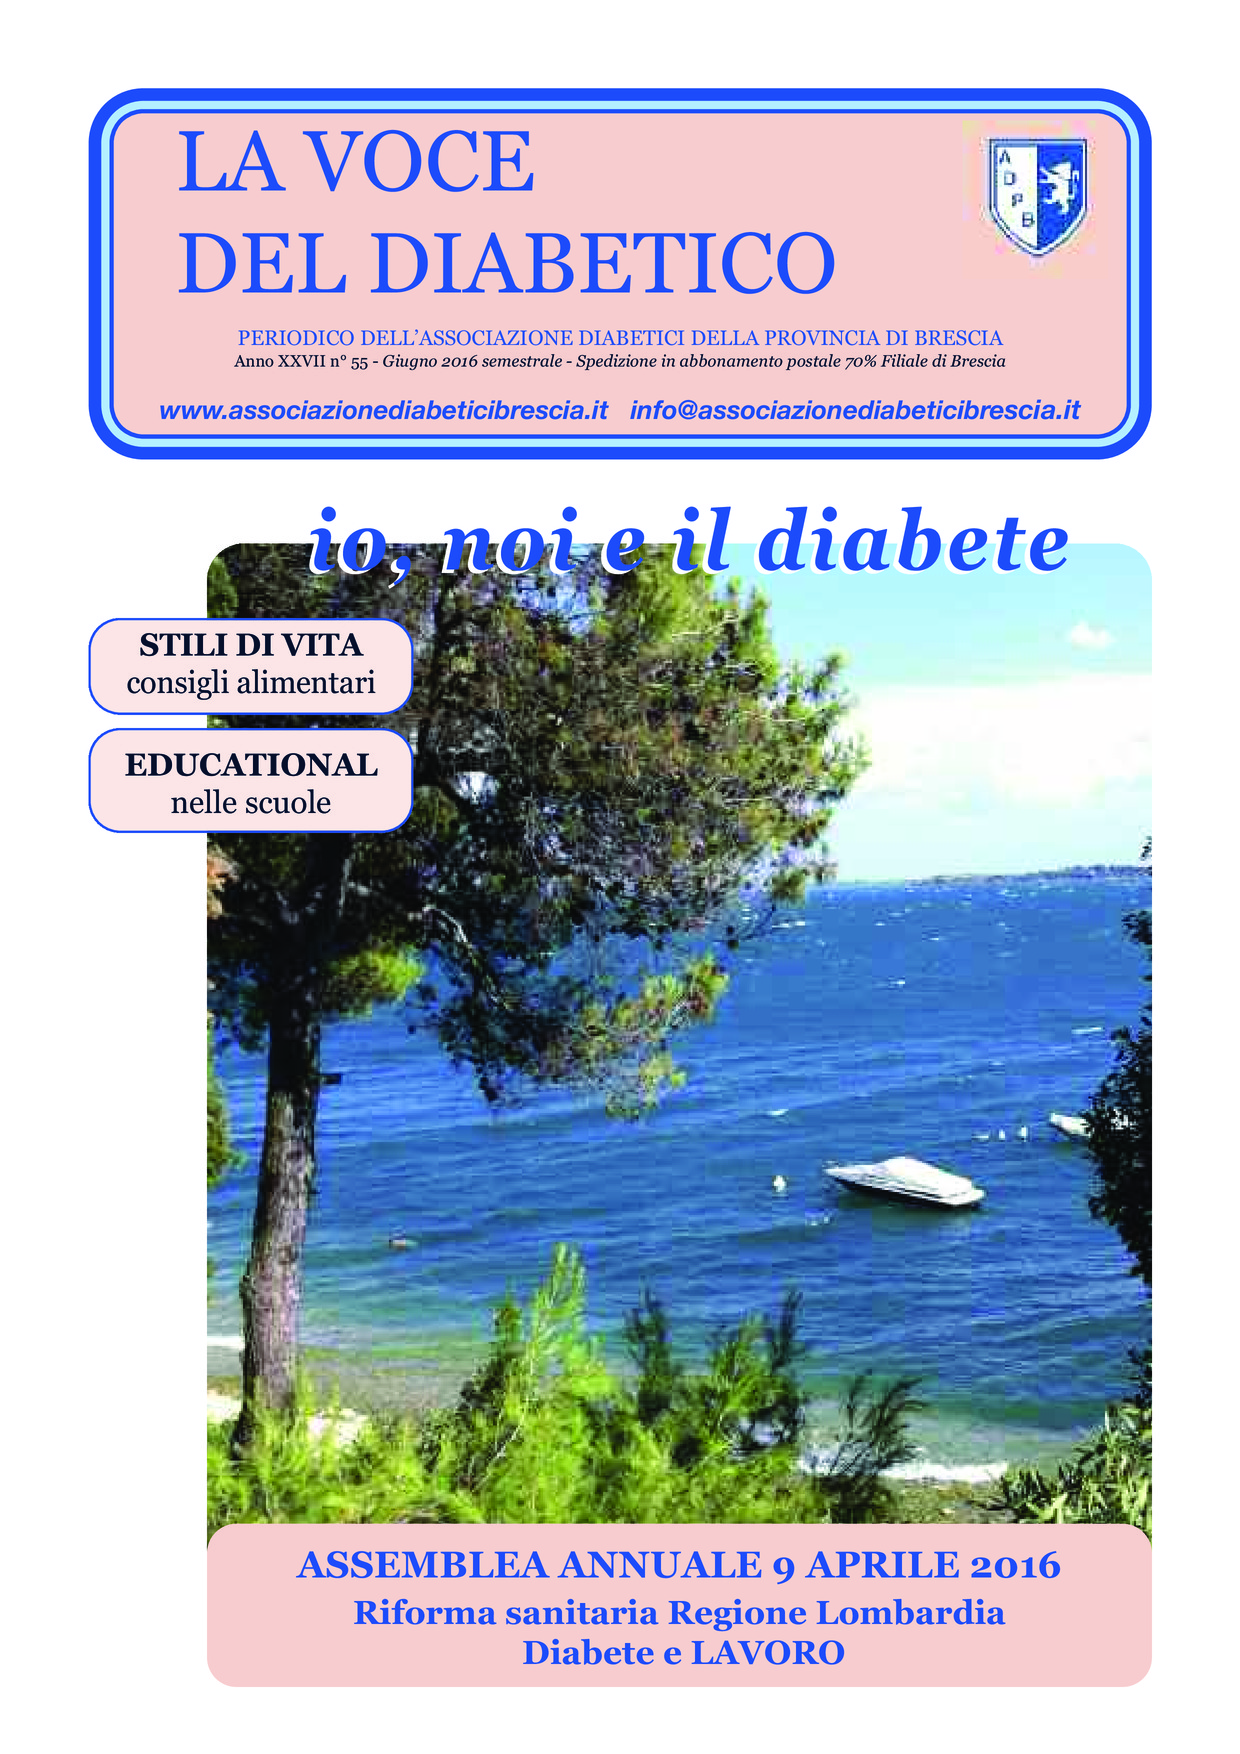 LA VOCE
DEL DIABETICO
A
D
P
B
PERIODICO DELL'ASSOCIAZIONE DIABETICI DELLA PROVINCIA DI BRESCIA
Anno XXVII n° 55 - Giugno 2016 semestrale - Spedizione in abbonamento postale 70% Filiale di Brescia
www.associazionediabeticibrescia.it info@associazionediabeticibrescia.it
io, noi e il diabete
STILI DI VITA
consigli alimentari
EDUCATIONAL
nelle scuole
ASSEMBLEA ANNUALE 9 APRILE 2016
Riforma sanitaria Regione Lombardia
Diabete e LAVORO